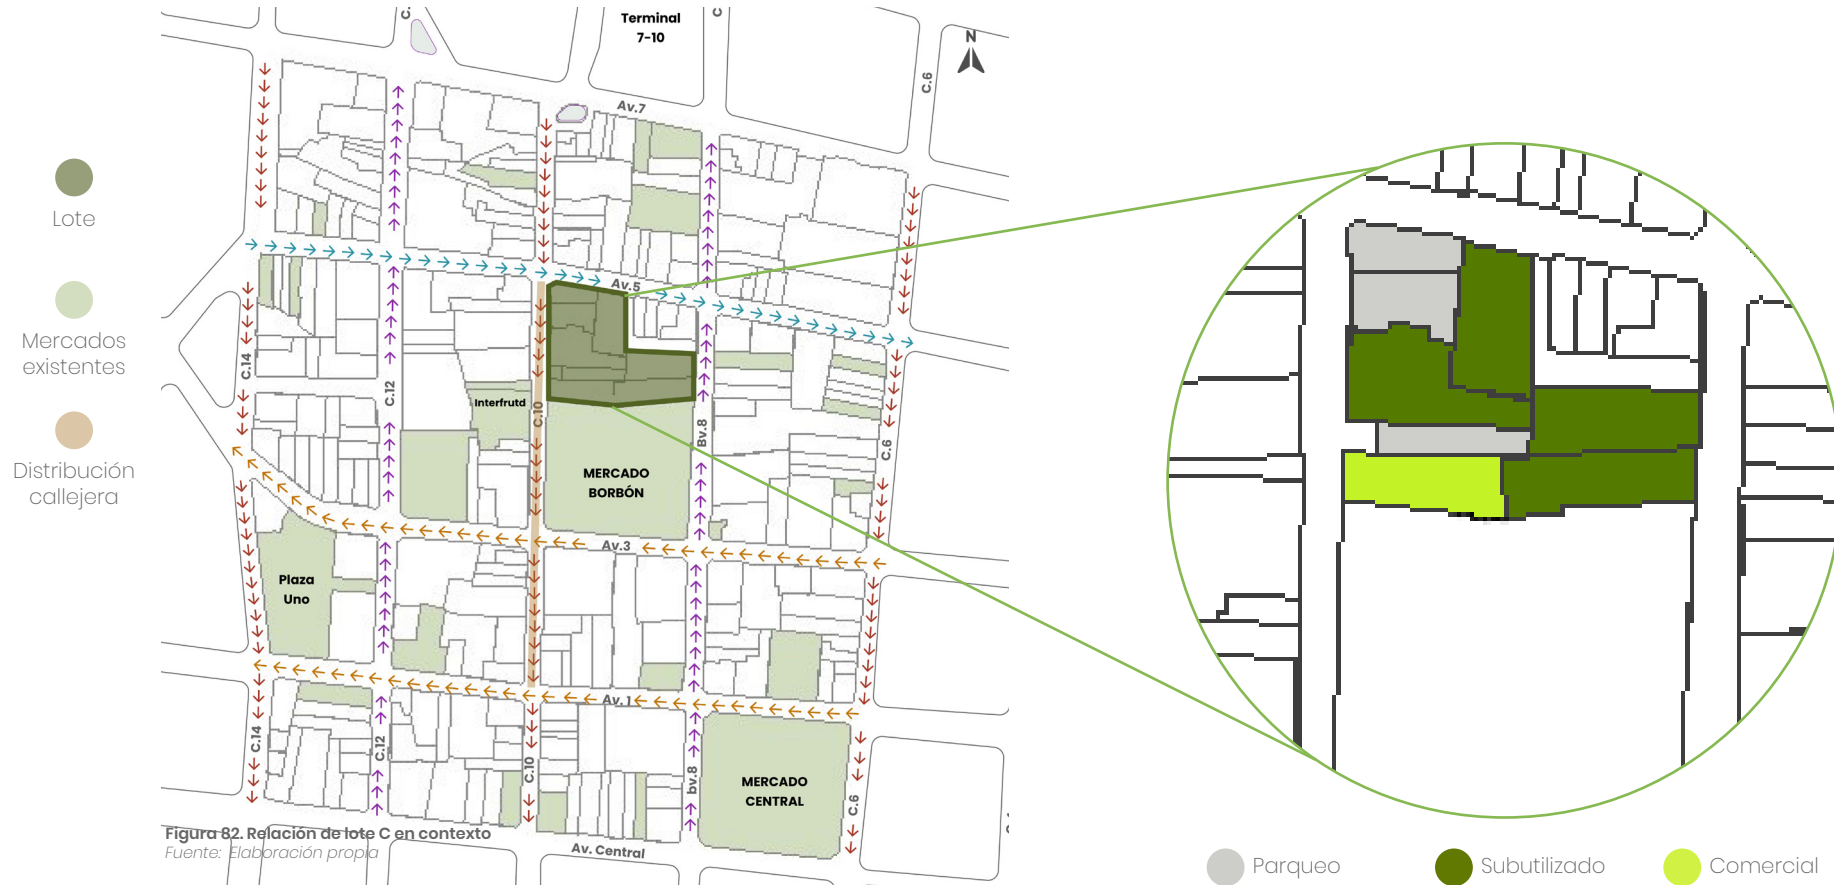 Terminal
7-10
C.
C
N
C.6
Av.7
Lote
Av.5
Mercados
existentes
C.14
C.12
Interfrutd
C.10
Bv.8
C.6
Distribución
callejera
MERCADO
BORBÓN
Av.3
Plaza
Uno
Av.1
C.14
C.12
C.10
bv.8
MERCADO
CENTRAL
C.6
Figura 82. Relación de lote C en contexto
Fuente: Elaboración propia
Av. Central
Parqueo
Subutilizado
Comercial